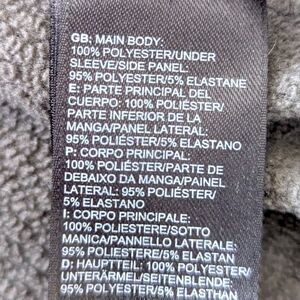 GB: MAIN BODY:
100% POLYESTER/UNDER
SLEEVE/SIDE PANEL:
95% POLYESTER/5% ELASTANE
E: PARTE PRINCIPAL DEL
CUERPO: 100% POLIÉSTER/
PARTE INFERIOR DE LA
MANGA/PANEL LATERAL:
95% POLIÉSTER/5% ELASTANO
P: CORPO PRINCIPAL:
100% POLIÉSTER/PARTE DE
DEBAIXO DA MANGA/PAINEL
LATERAL: 95% POLIÉSTER/
5% ELASTANO
I: CORPO PRINCIPALE:
100% POLIESTERE/SOTTO
MANICA/PANNELLO LATERALE:
95% POLIESTERE/5% ELASTAN
D: HAUPTTEIL: 100% POLYESTER/
UNTERÄRMEL/SEITENBLENDE:
95% POLYESTER/5% ELASTHAN